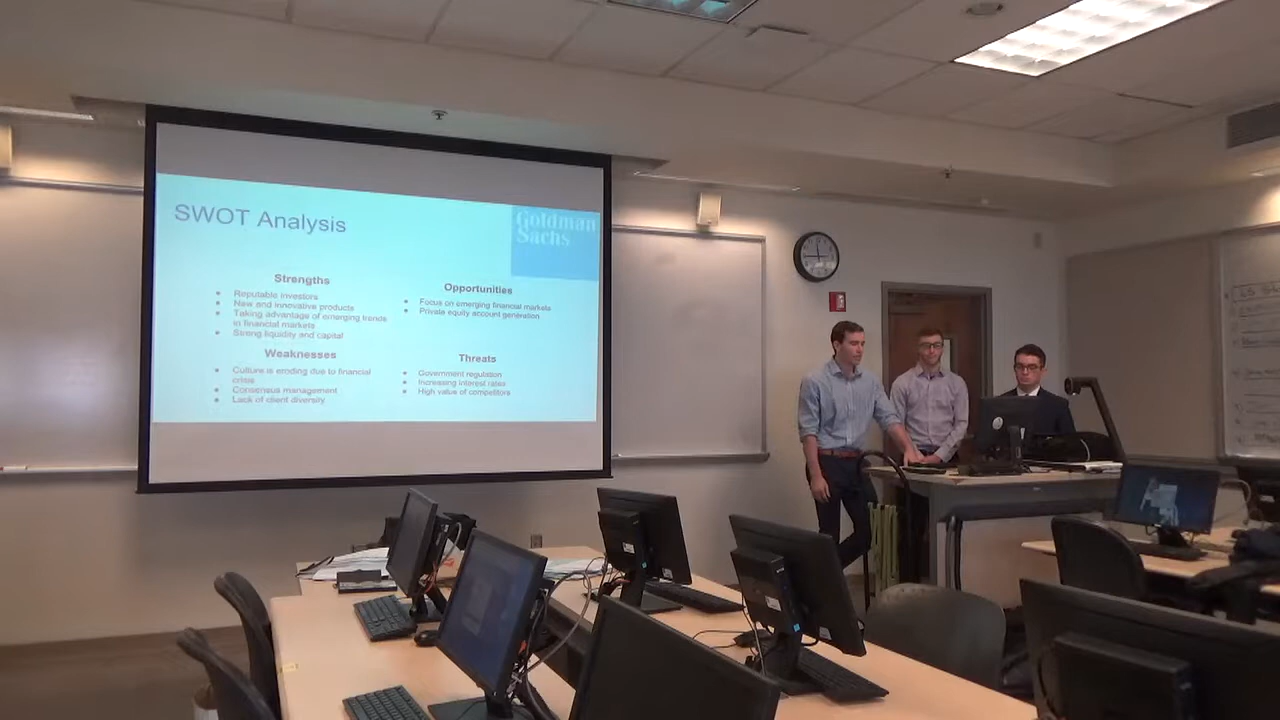 SWOT Analysis
Goldman
Sachs
Strengths
Reputable investors
New and innovative products
Taking advantage of emerging trends
in financial markets
Strong liquidity and capital
Opportunities
Focus on emerging financial markets
Private equity account generation
Weaknesses
Culture is eroding due to financial
crisis
Consensus management
Lack of client diversity
Threats
Government regulation
Increasing interest rates
High value of competitors